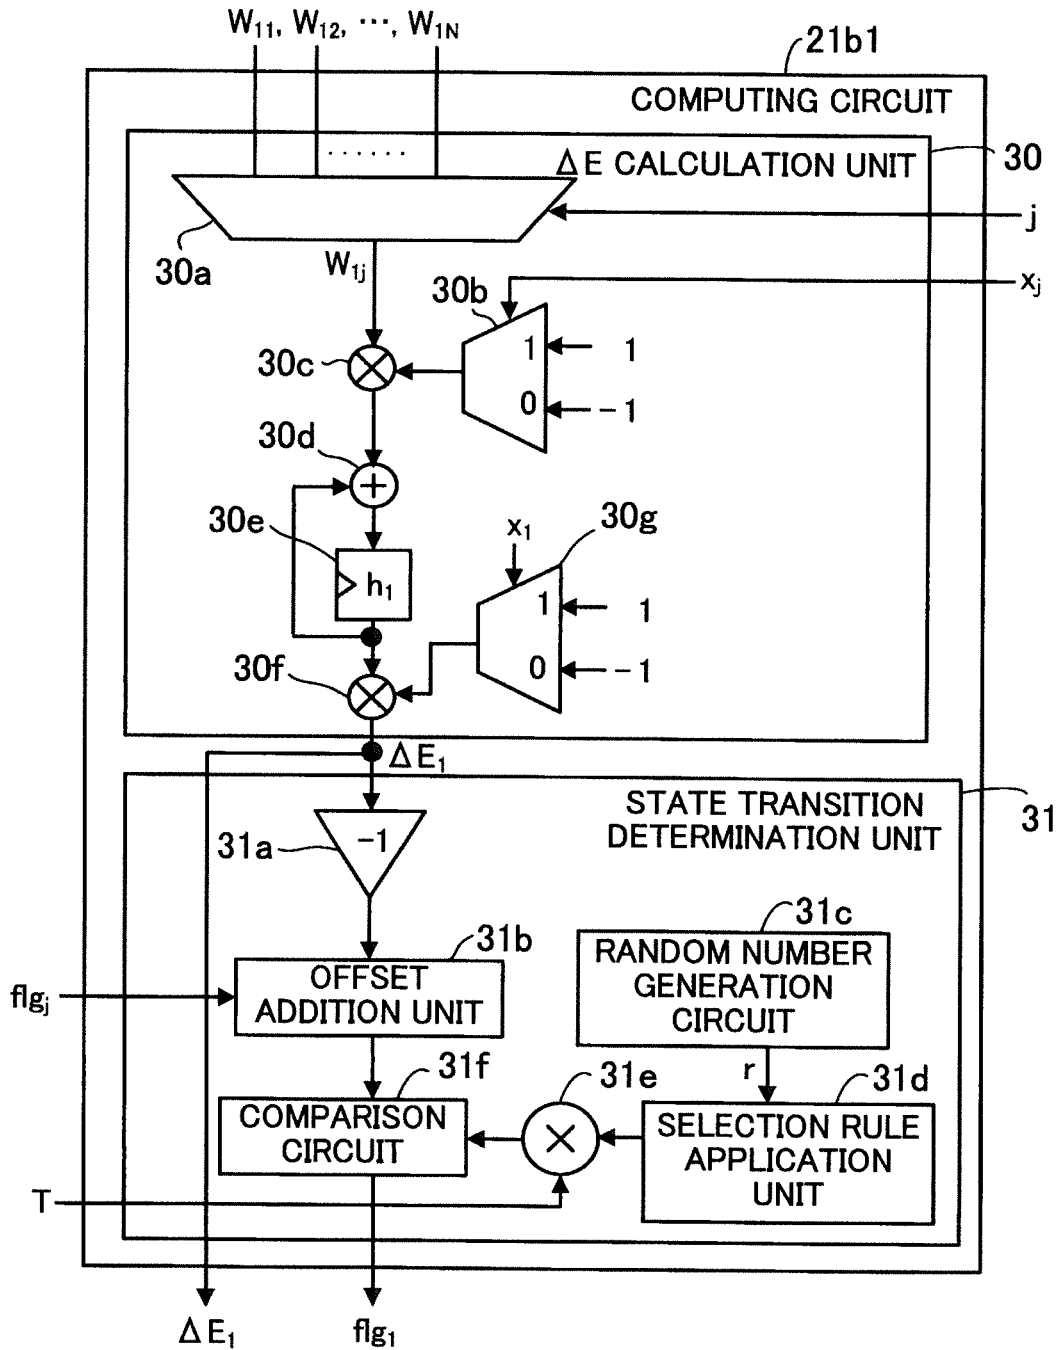 W11, W12, ⋯, W1N
21b1
COMPUTING CIRCUIT
......
ΔE CALCULATION UNIT
30
j
30a
W1j
30b
xj
30c
1
1
0
-1
30d
30e
x1
30g
h1
1
1
0
-1
30f
ΔE1
STATE TRANSITION
DETERMINATION UNIT
31
31a
-1
31b
31c
OFFSET
ADDITION UNIT
RANDOM NUMBER
GENERATION
CIRCUIT
flgj
31f
31e
r
31d
COMPARISON
CIRCUIT
SELECTION RULE
APPLICATION
UNIT
T
ΔE1
flg1